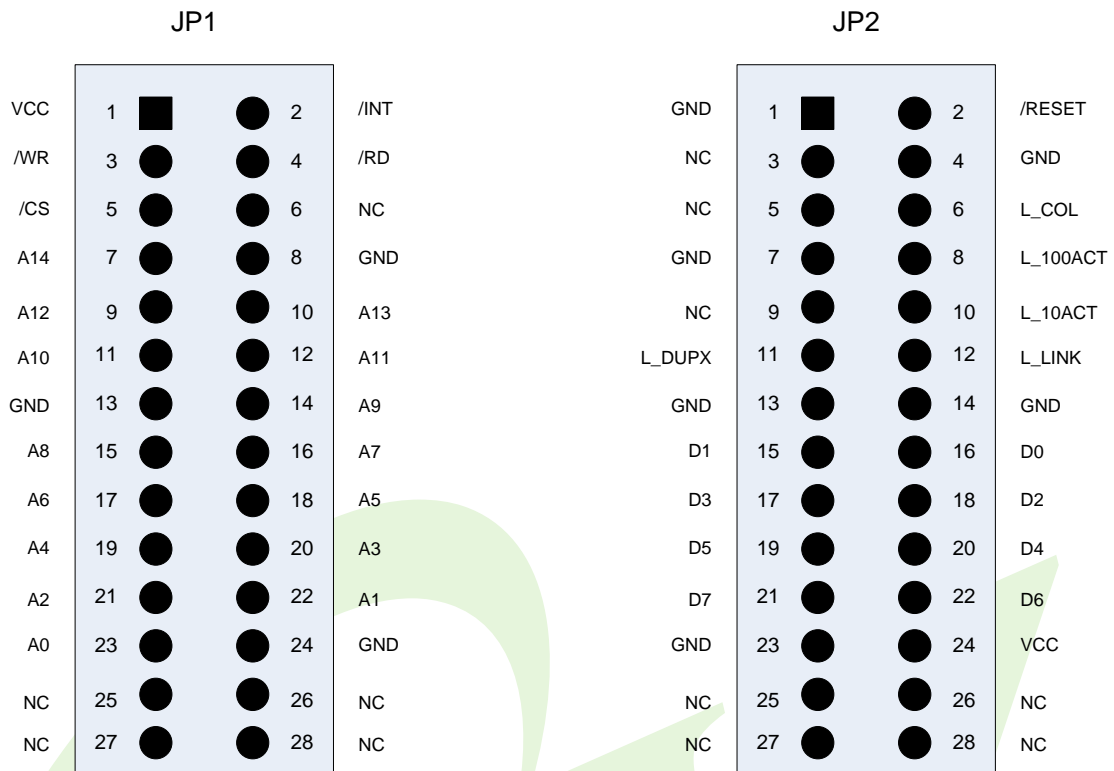 JP1 JP2
VCC 1 2 /INT GND 1 2 /RESET
/WR 3 4 /RD NC 3 4 GND
/CS 5 6 NC NC 5 6 L_COL
A14 7 8 GND GND 7 8 L_100ACT
A12 9 10 A13 NC 9 10 L_10ACT
A10 11 12 A11 L_DUPX 11 12 L_LINK
GND 13 14 A9 GND 13 14 GND
A8 15 16 A7 D1 15 16 D0
A6 17 18 A5 D3 17 18 D2
A4 19 20 A3 D5 19 20 D4
A2 21 22 A1 D7 21 22 D6
A0 23 24 GND GND 23 24 VCC
NC 25 26 NC NC 25 26 NC
NC 27 28 NC NC 27 28 NC